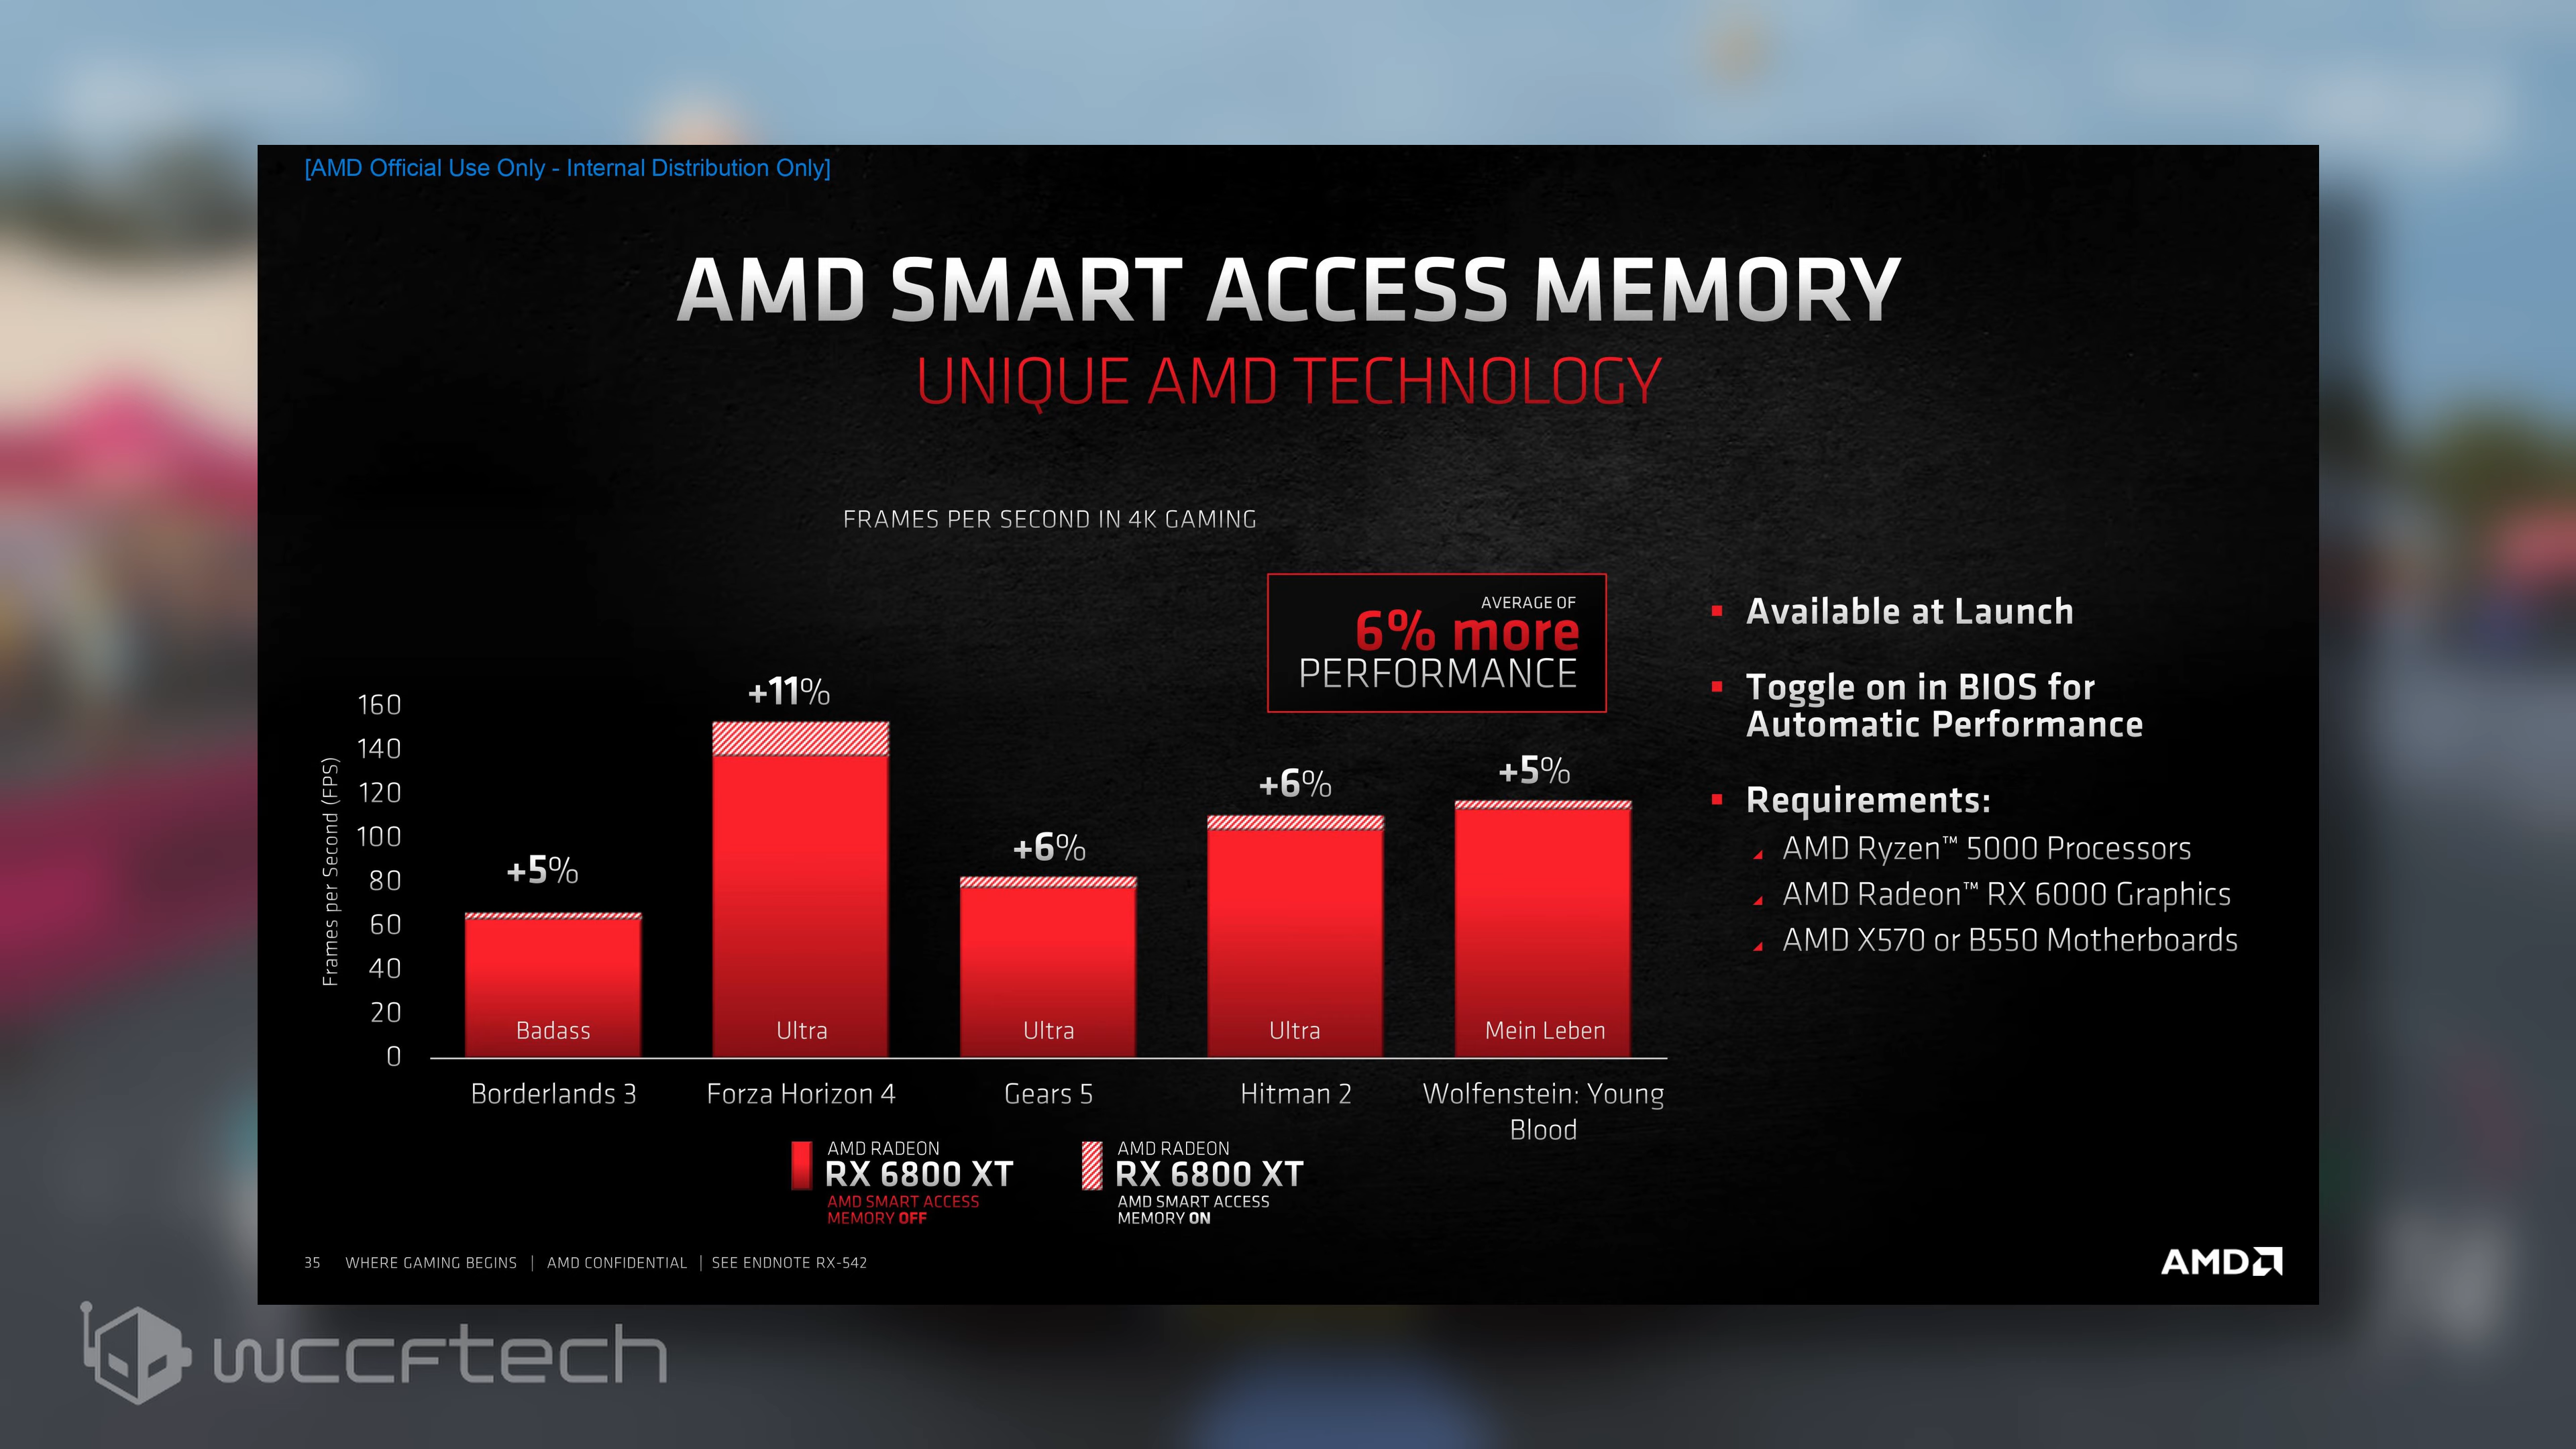 [AMD Official Use Only - Internal Distribution Only]
AMD SMART ACCESS MEMORY
UNIQUE AMD TECHNOLOGY
FRAMES PER SECOND IN 4K GAMING
AVERAGE OF
6% more
PERFORMANCE
Frames per Second (FPS)
160
140
120
100
80
60
40
20
0
+5%
+11%
+6%
+6%
+5%
Badass
Ultra
Ultra
Ultra
Mein Leben
Borderlands 3
Forza Horizon 4
Gears 5
Hitman 2
Wolfenstein: Young
Blood
AMD RADEON
RX 6800 XT
AMD SMART ACCESS
MEMORY OFF
AMD RADEON
RX 6800 XT
AMD SMART ACCESS
MEMORY ON
Available at Launch
Toggle on in BIOS for
Automatic Performance
Requirements:
AMD Ryzen™ 5000 Processors
AMD Radeon™ RX 6000 Graphics
AMD X570 or B550 Motherboards
35 WHERE GAMING BEGINS | AMD CONFIDENTIAL | SEE ENDNOTE RX-542
AMD
wccftech